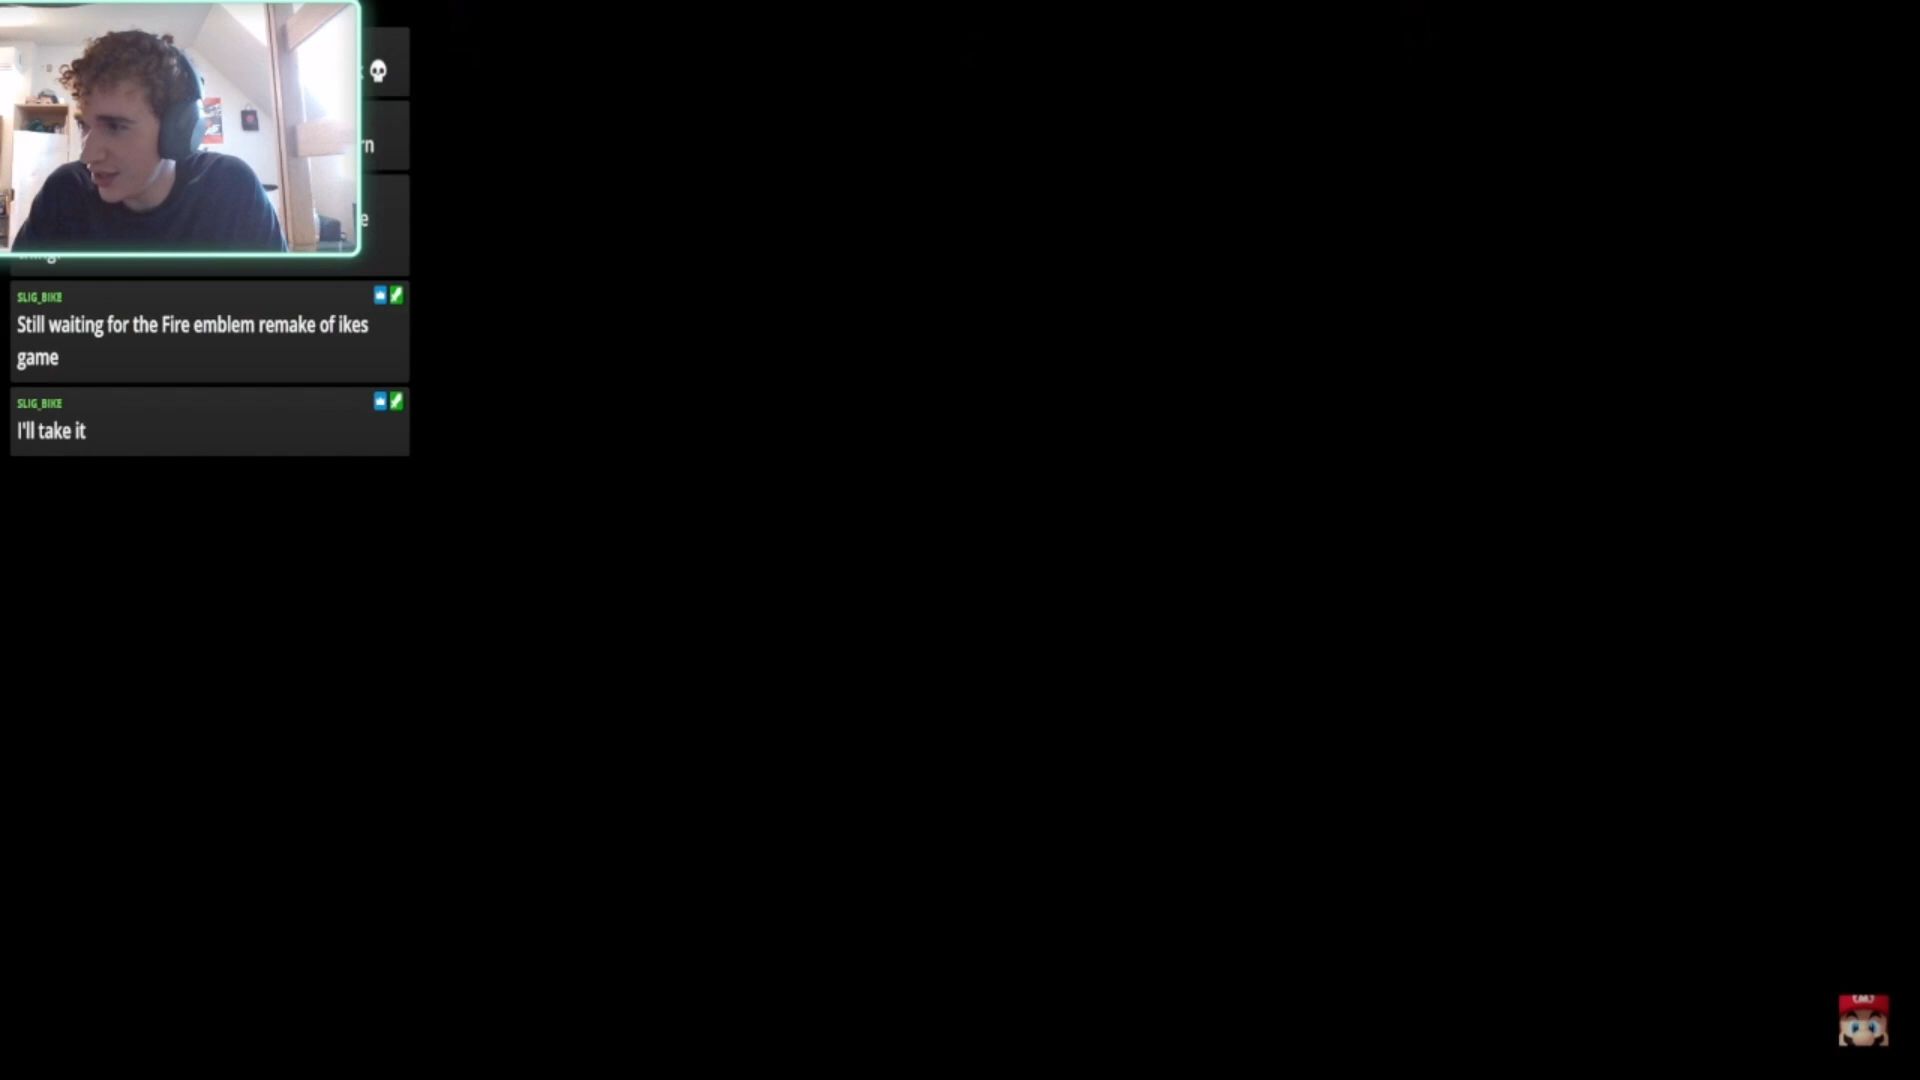 SLIG_BIKE
Still waiting for the Fire emblem remake of ikes
game
SLIG_BIKE
I'll take it